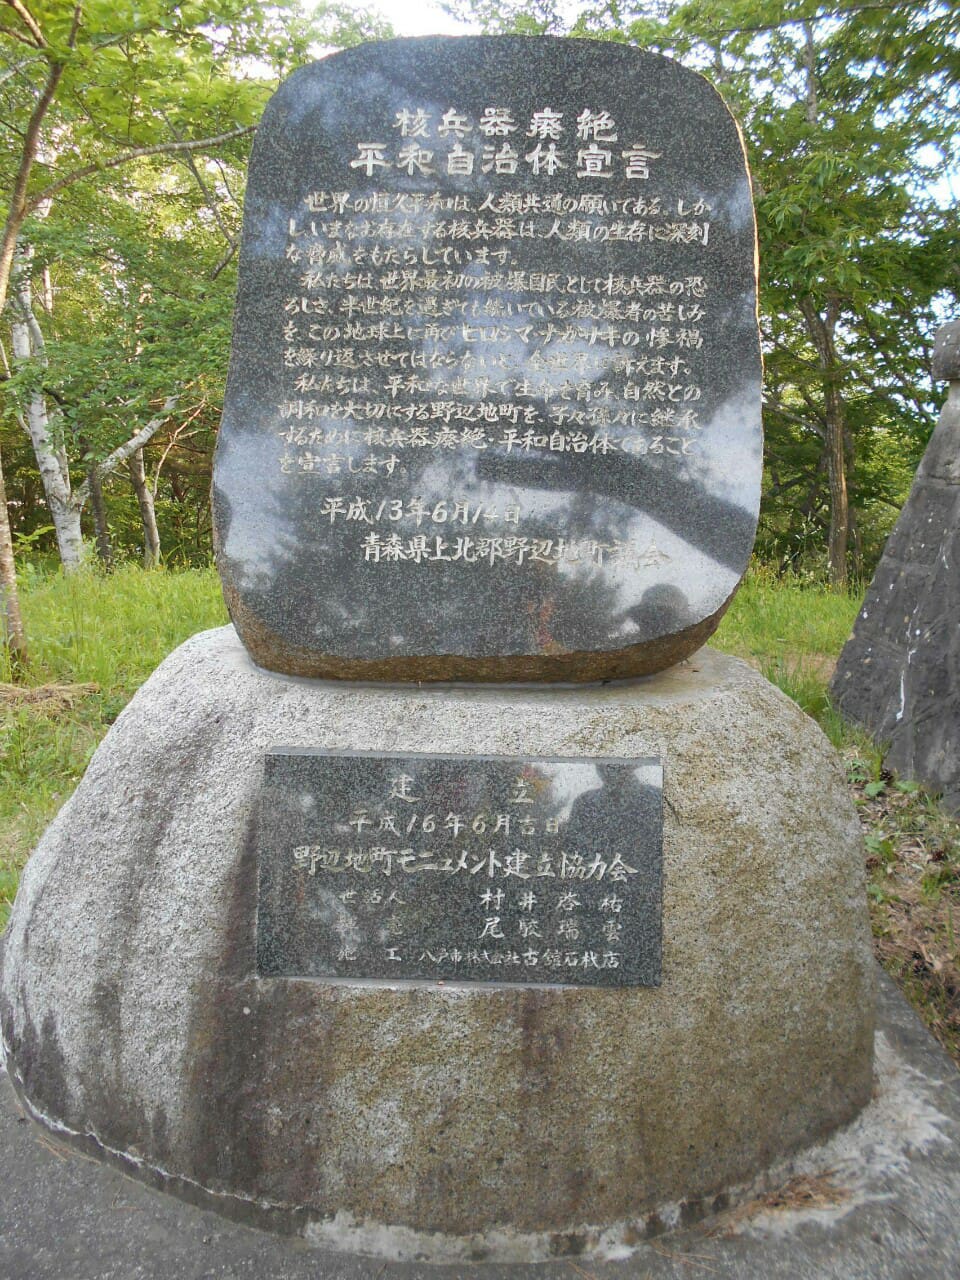 核兵器廃絶
平和自治体宣言
世界の恒久平和は、人類共通の願いである。しか
しいまなお存在する核兵器は、人類の生存に深刻
な脅威をもたらしています。
私たちは、世界最初の被爆国民として核兵器の恐
ろしさ、半世紀を過ぎても続いている被爆者の苦しみ
を、この地球上に再びヒロシマ・ナガサキの惨禍
を繰り返させてはならないと、全世界に訴えます。
私たちは、平和な世界で生命を育み、自然との
調和を大切にする野辺地町を、子々孫々に継承
するために核兵器廃絶・平和自治体であること
を宣言します。
平成13年6月14日
青森県上北郡野辺地町議会
建立
平成16年6月吉日
野辺地町モニュメント建立協力会
世話人 村井啓祐
尾駮瑞雲
施工 八戸市株式会社古舘石材店